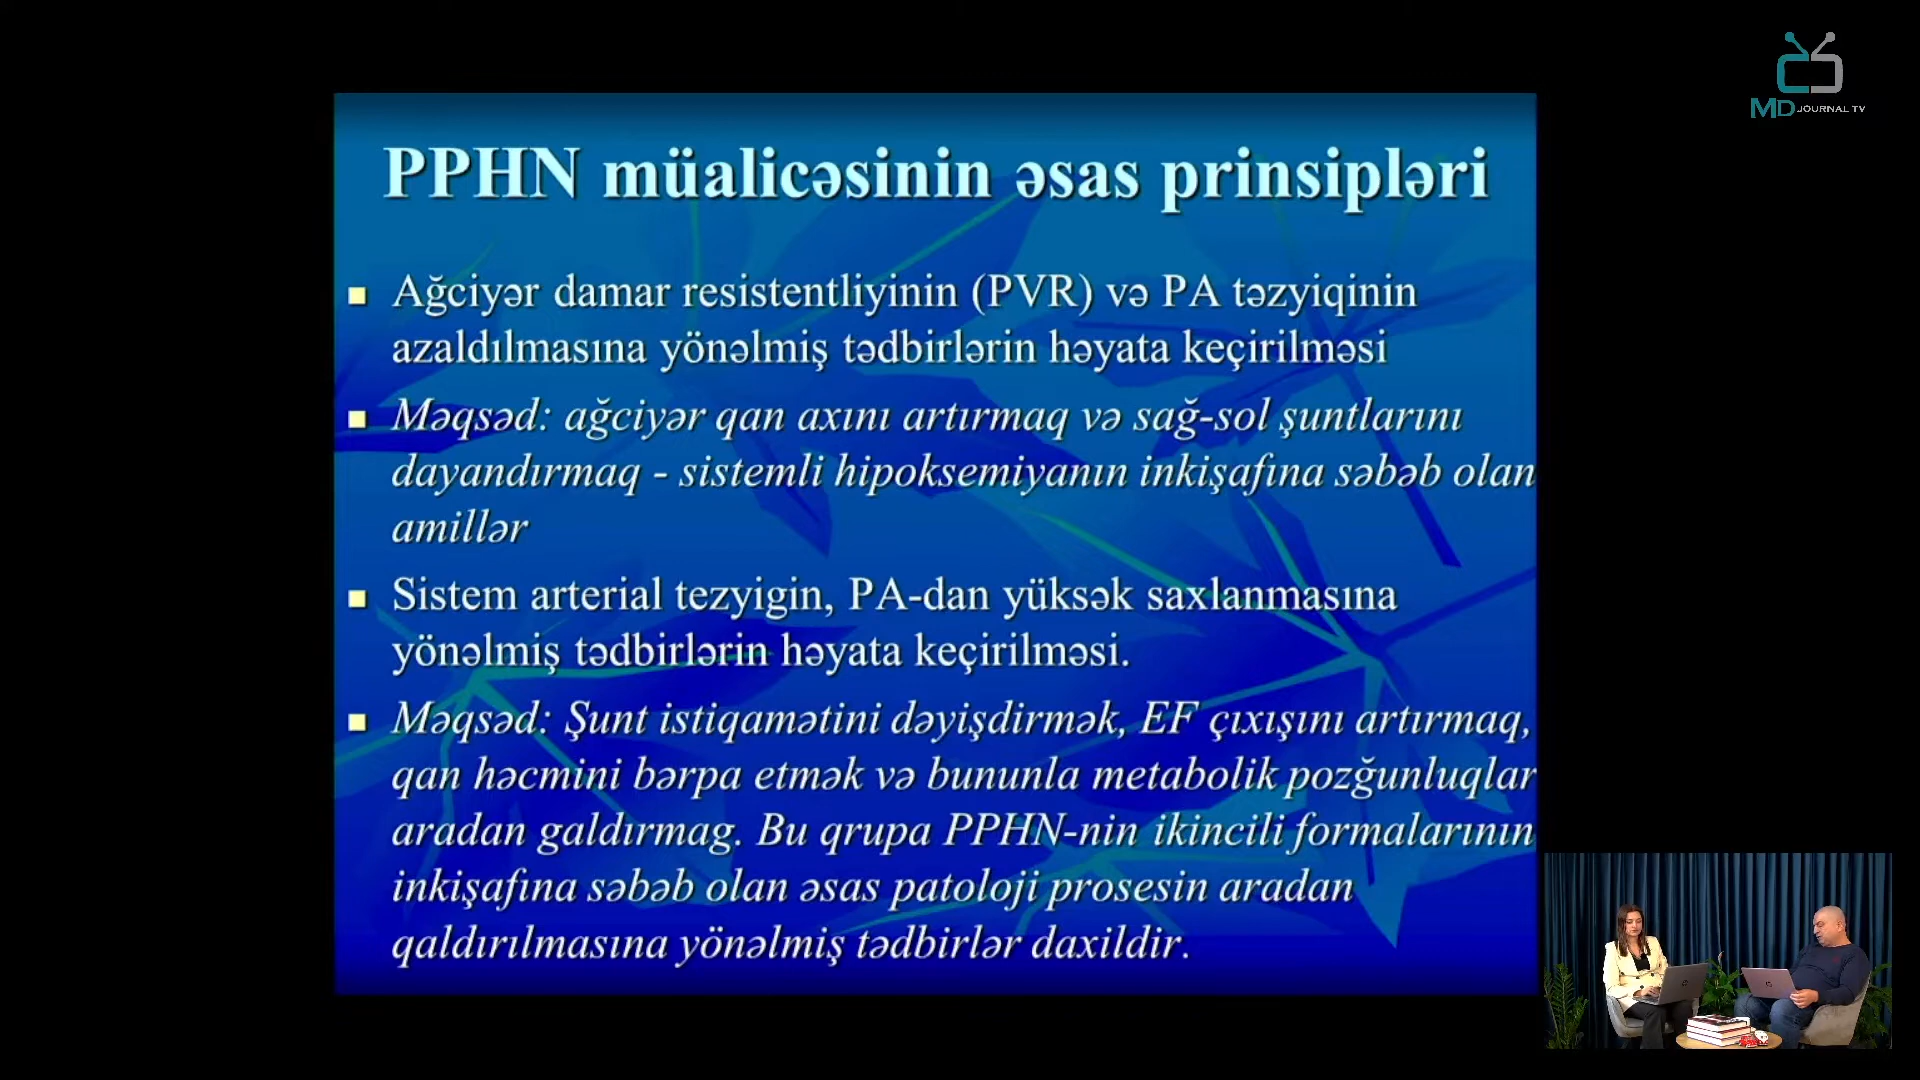 MD JOURNAL TV
PPHN müalicəsinin əsas prinsipləri
Ağciyər damar resistentliyinin (PVR) və PA təzyiqinin
azaldılmasına yönəlmiş tədbirlərin həyata keçirilməsi
Məqsəd: ağciyər qan axını artırmaq və sağ-sol şuntlarını
dayandırmaq - sistemli hipoksemiyanın inkişafına səbəb olan
amillər
Sistem arterial tezyigin, PA-dan yüksək saxlanmasına
yönəlmiş tədbirlərin həyata keçirilməsi.
Məqsəd: Şunt istiqamətini dəyişdirmək, EF çıxışını artırmaq,
qan həcmini bərpa etmək və bununla metabolik pozğunluqlar
aradan galdırmag. Bu qrupa PPHN-nin ikincili formalarının
inkişafına səbəb olan əsas patoloji prosesin aradan
qaldırılmasına yönəlmiş tədbirlər daxildir.